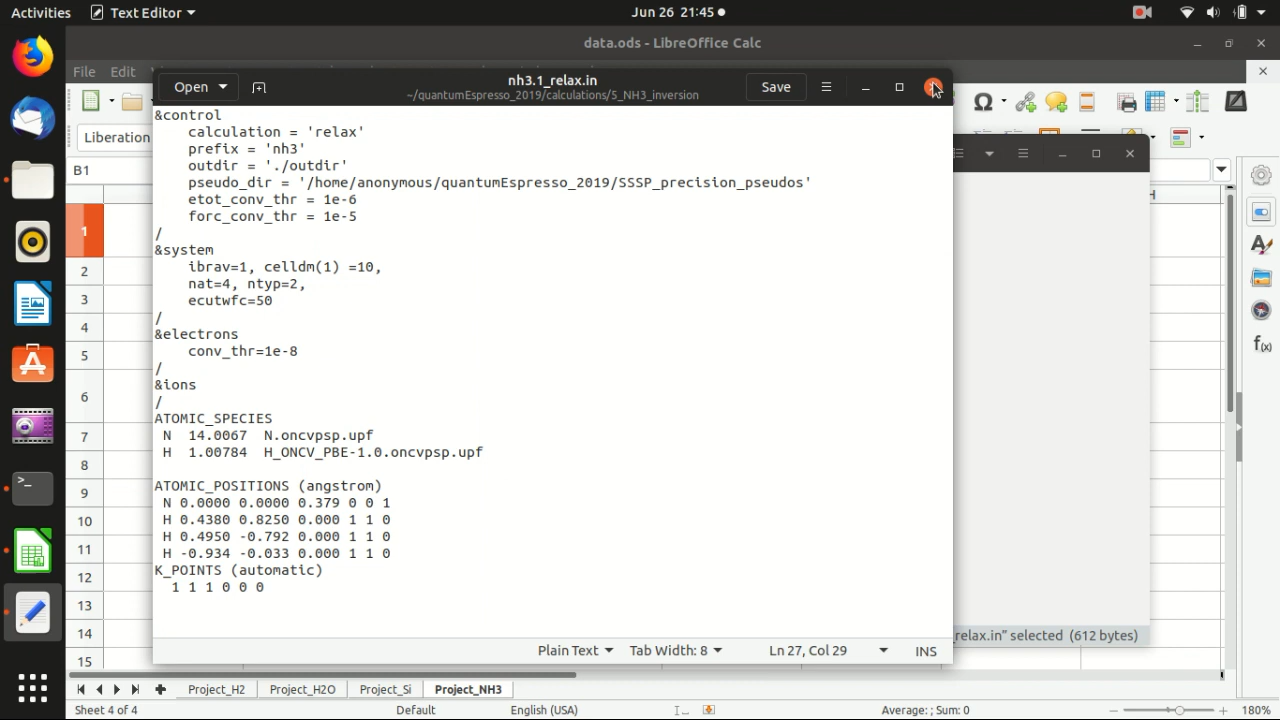 Activities
Text Editor
Jun 26 21:45
data.ods - LibreOffice Calc
File Edit
Open
nh3.1_relax.in
~/quantumEspresso_2019/calculations/5_NH3_inversion
Save
Liberation
B1
&control
calculation = 'relax'
prefix = 'nh3'
outdir = './outdir'
pseudo_dir = '/home/anonymous/quantumEspresso_2019/SSSP_precision_pseudos'
etot_conv_thr = 1e-6
forc_conv_thr = 1e-5
/
&system
ibrav=1, celldm(1) =10,
nat=4, ntyp=2,
ecutwfc=50
/
&electrons
conv_thr=1e-8
/
&ions
/
ATOMIC_SPECIES
N 14.0067 N.oncvpsp.upf
H 1.00784 H_ONCV_PBE-1.0.oncvpsp.upf
ATOMIC_POSITIONS (angstrom)
N 0.0000 0.0000 0.379 0 0 1
H 0.4380 0.8250 0.000 1 1 0
H 0.4950 -0.792 0.000 1 1 0
H -0.934 -0.033 0.000 1 1 0
K_POINTS (automatic)
1 1 1 0 0 0
1
2
3
4
5
6
7
8
9
10
11
12
13
14
15
H
relax.in" selected (612 bytes)
Plain Text
Tab Width: 8
Ln 27, Col 29
INS
Project_H2
Project_H2O
Project_Si
Project_NH3
Sheet 4 of 4
Default
English (USA)
Average: ; Sum: 0
180%